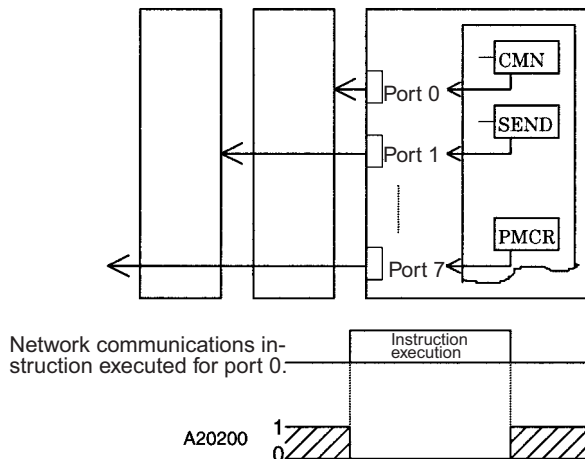 CMN
Port 0
SEND
Port 1
PMCR
Port 7
Network communications in-
struction executed for port 0.
Instruction
execution
A20200
1
0